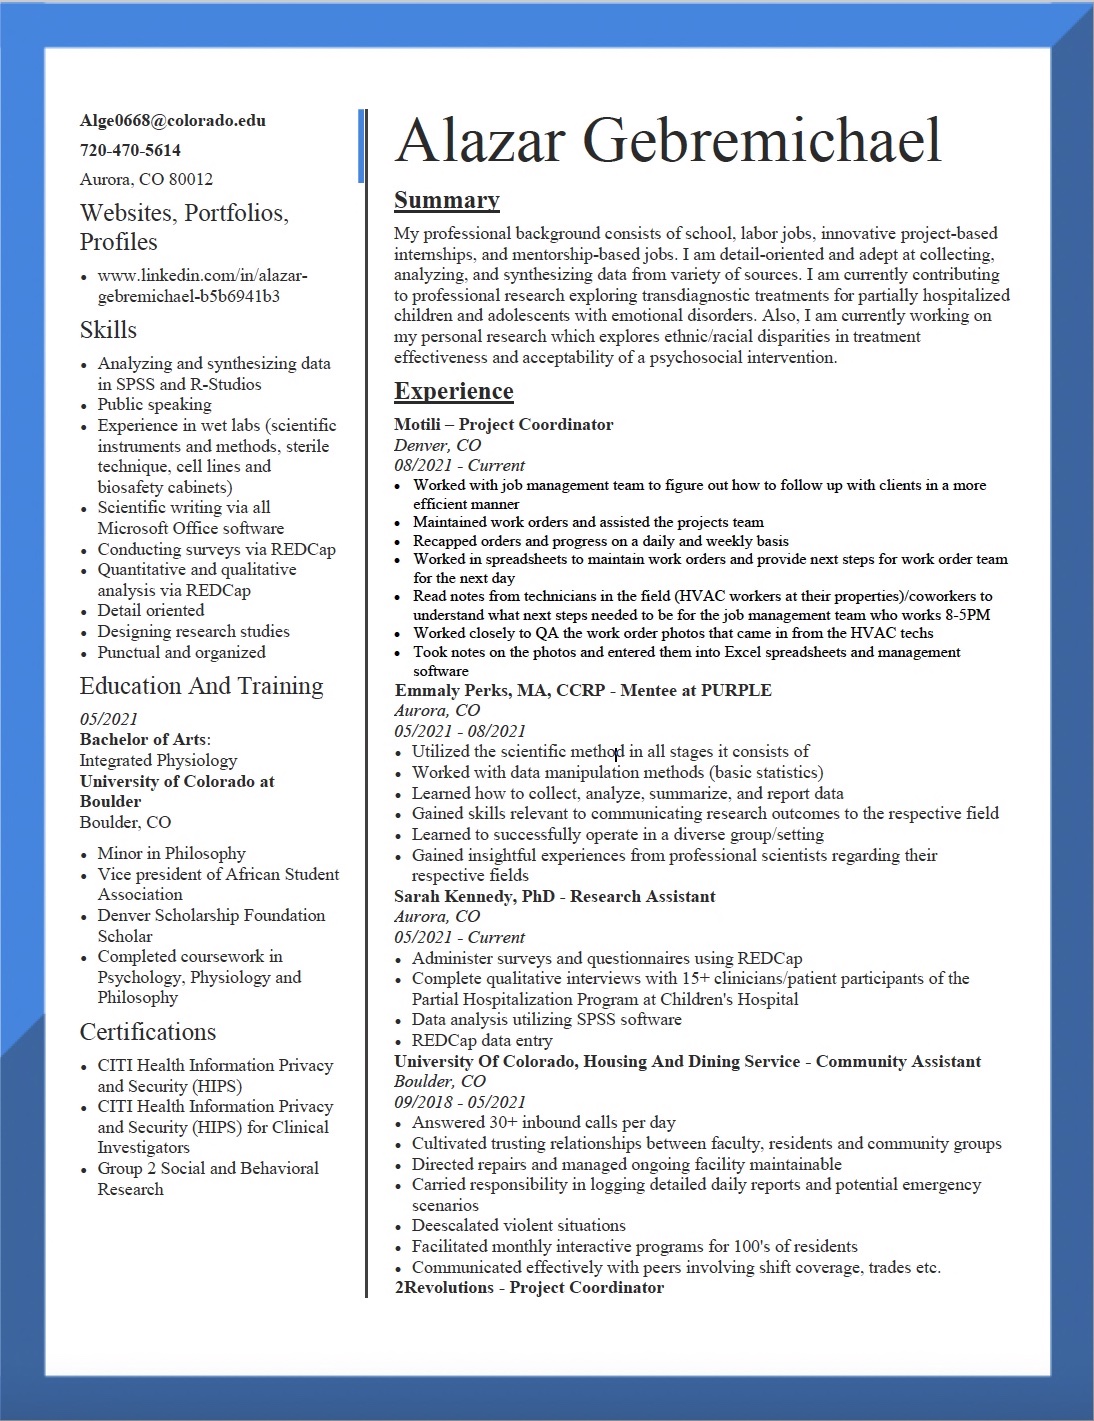 Alge0668@colorado.edu
720-470-5614
Aurora, CO 80012
Websites, Portfolios,
Profiles
• www.linkedin.com/in/alazar-
gebremichael-b5b6941b3
Skills
• Analyzing and synthesizing data
in SPSS and R-Studios
• Public speaking
• Experience in wet labs (scientific
instruments and methods, sterile
technique, cell lines and
biosafety cabinets)
• Scientific writing via all
Microsoft Office software
• Conducting surveys via REDCap
• Quantitative and qualitative
analysis via REDCap
• Detail oriented
• Designing research studies
• Punctual and organized
Education And Training
05/2021
Bachelor of Arts:
Integrated Physiology
University of Colorado at
Boulder
Boulder, CO
• Minor in Philosophy
• Vice president of African Student
Association
• Denver Scholarship Foundation
Scholar
• Completed coursework in
Psychology, Physiology and
Philosophy
Certifications
• CITI Health Information Privacy
and Security (HIPS)
• CITI Health Information Privacy
and Security (HIPS) for Clinical
Investigators
• Group 2 Social and Behavioral
Research
Alazar Gebremichael
Summary
My professional background consists of school, labor jobs, innovative project-based
internships, and mentorship-based jobs. I am detail-oriented and adept at collecting,
analyzing, and synthesizing data from variety of sources. I am currently contributing
to professional research exploring transdiagnostic treatments for partially hospitalized
children and adolescents with emotional disorders. Also, I am currently working on
my personal research which explores ethnic/racial disparities in treatment
effectiveness and acceptability of a psychosocial intervention.
Experience
Motili – Project Coordinator
Denver, CO
08/2021 - Current
• Worked with job management team to figure out how to follow up with clients in a more
efficient manner
• Maintained work orders and assisted the projects team
• Recapped orders and progress on a daily and weekly basis
• Worked in spreadsheets to maintain work orders and provide next steps for work order team
for the next day
• Read notes from technicians in the field (HVAC workers at their properties)/coworkers to
understand what next steps needed to be for the job management team who works 8-5PM
• Worked closely to QA the work order photos that came in from the HVAC techs
• Took notes on the photos and entered them into Excel spreadsheets and management
software
Emmaly Perks, MA, CCRP - Mentee at PURPLE
Aurora, CO
05/2021 - 08/2021
• Utilized the scientific method in all stages it consists of
• Worked with data manipulation methods (basic statistics)
• Learned how to collect, analyze, summarize, and report data
• Gained skills relevant to communicating research outcomes to the respective field
• Learned to successfully operate in a diverse group/setting
• Gained insightful experiences from professional scientists regarding their
respective fields
Sarah Kennedy, PhD - Research Assistant
Aurora, CO
05/2021 - Current
• Administer surveys and questionnaires using REDCap
• Complete qualitative interviews with 15+ clinicians/patient participants of the
Partial Hospitalization Program at Children's Hospital
• Data analysis utilizing SPSS software
• REDCap data entry
University Of Colorado, Housing And Dining Service - Community Assistant
Boulder, CO
09/2018 - 05/2021
• Answered 30+ inbound calls per day
• Cultivated trusting relationships between faculty, residents and community groups
• Directed repairs and managed ongoing facility maintainable
• Carried responsibility in logging detailed daily reports and potential emergency
scenarios
• Deescalated violent situations
• Facilitated monthly interactive programs for 100's of residents
• Communicated effectively with peers involving shift coverage, trades etc.
2Revolutions - Project Coordinator